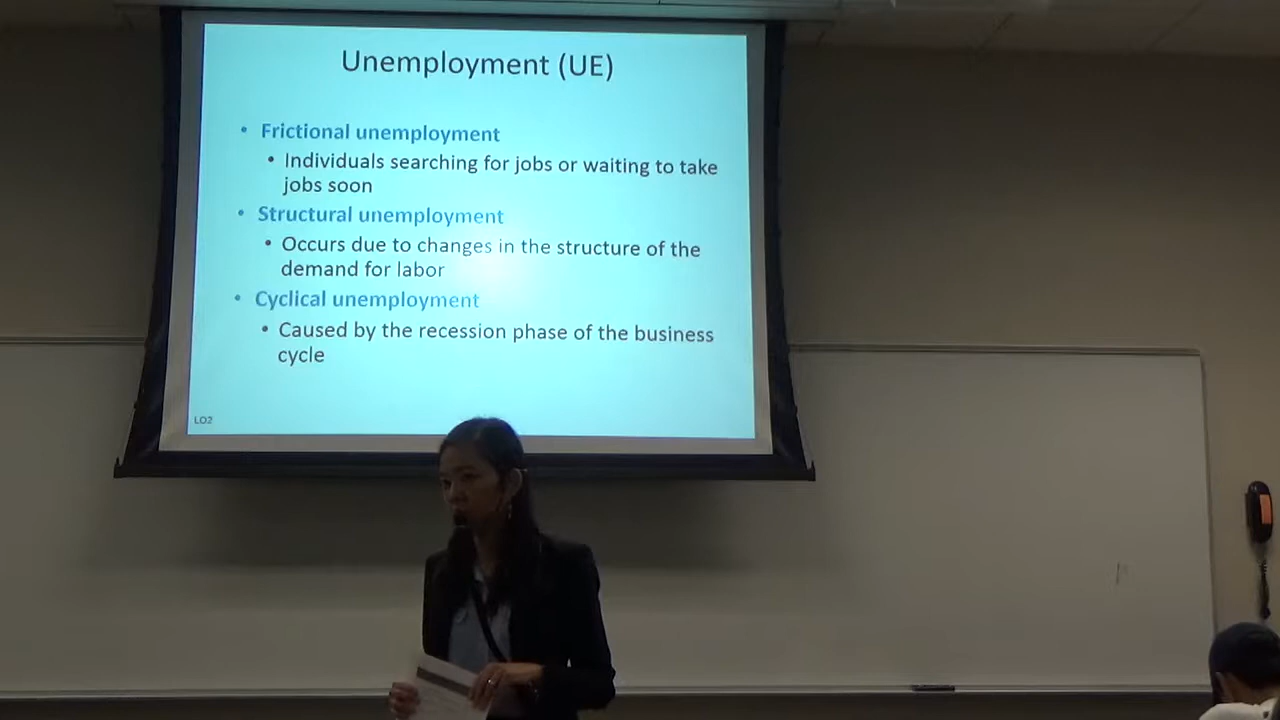 Unemployment (UE)
• Frictional unemployment
• Individuals searching for jobs or waiting to take
jobs soon
• Structural unemployment
• Occurs due to changes in the structure of the
demand for labor
• Cyclical unemployment
• Caused by the recession phase of the business
cycle
LO2